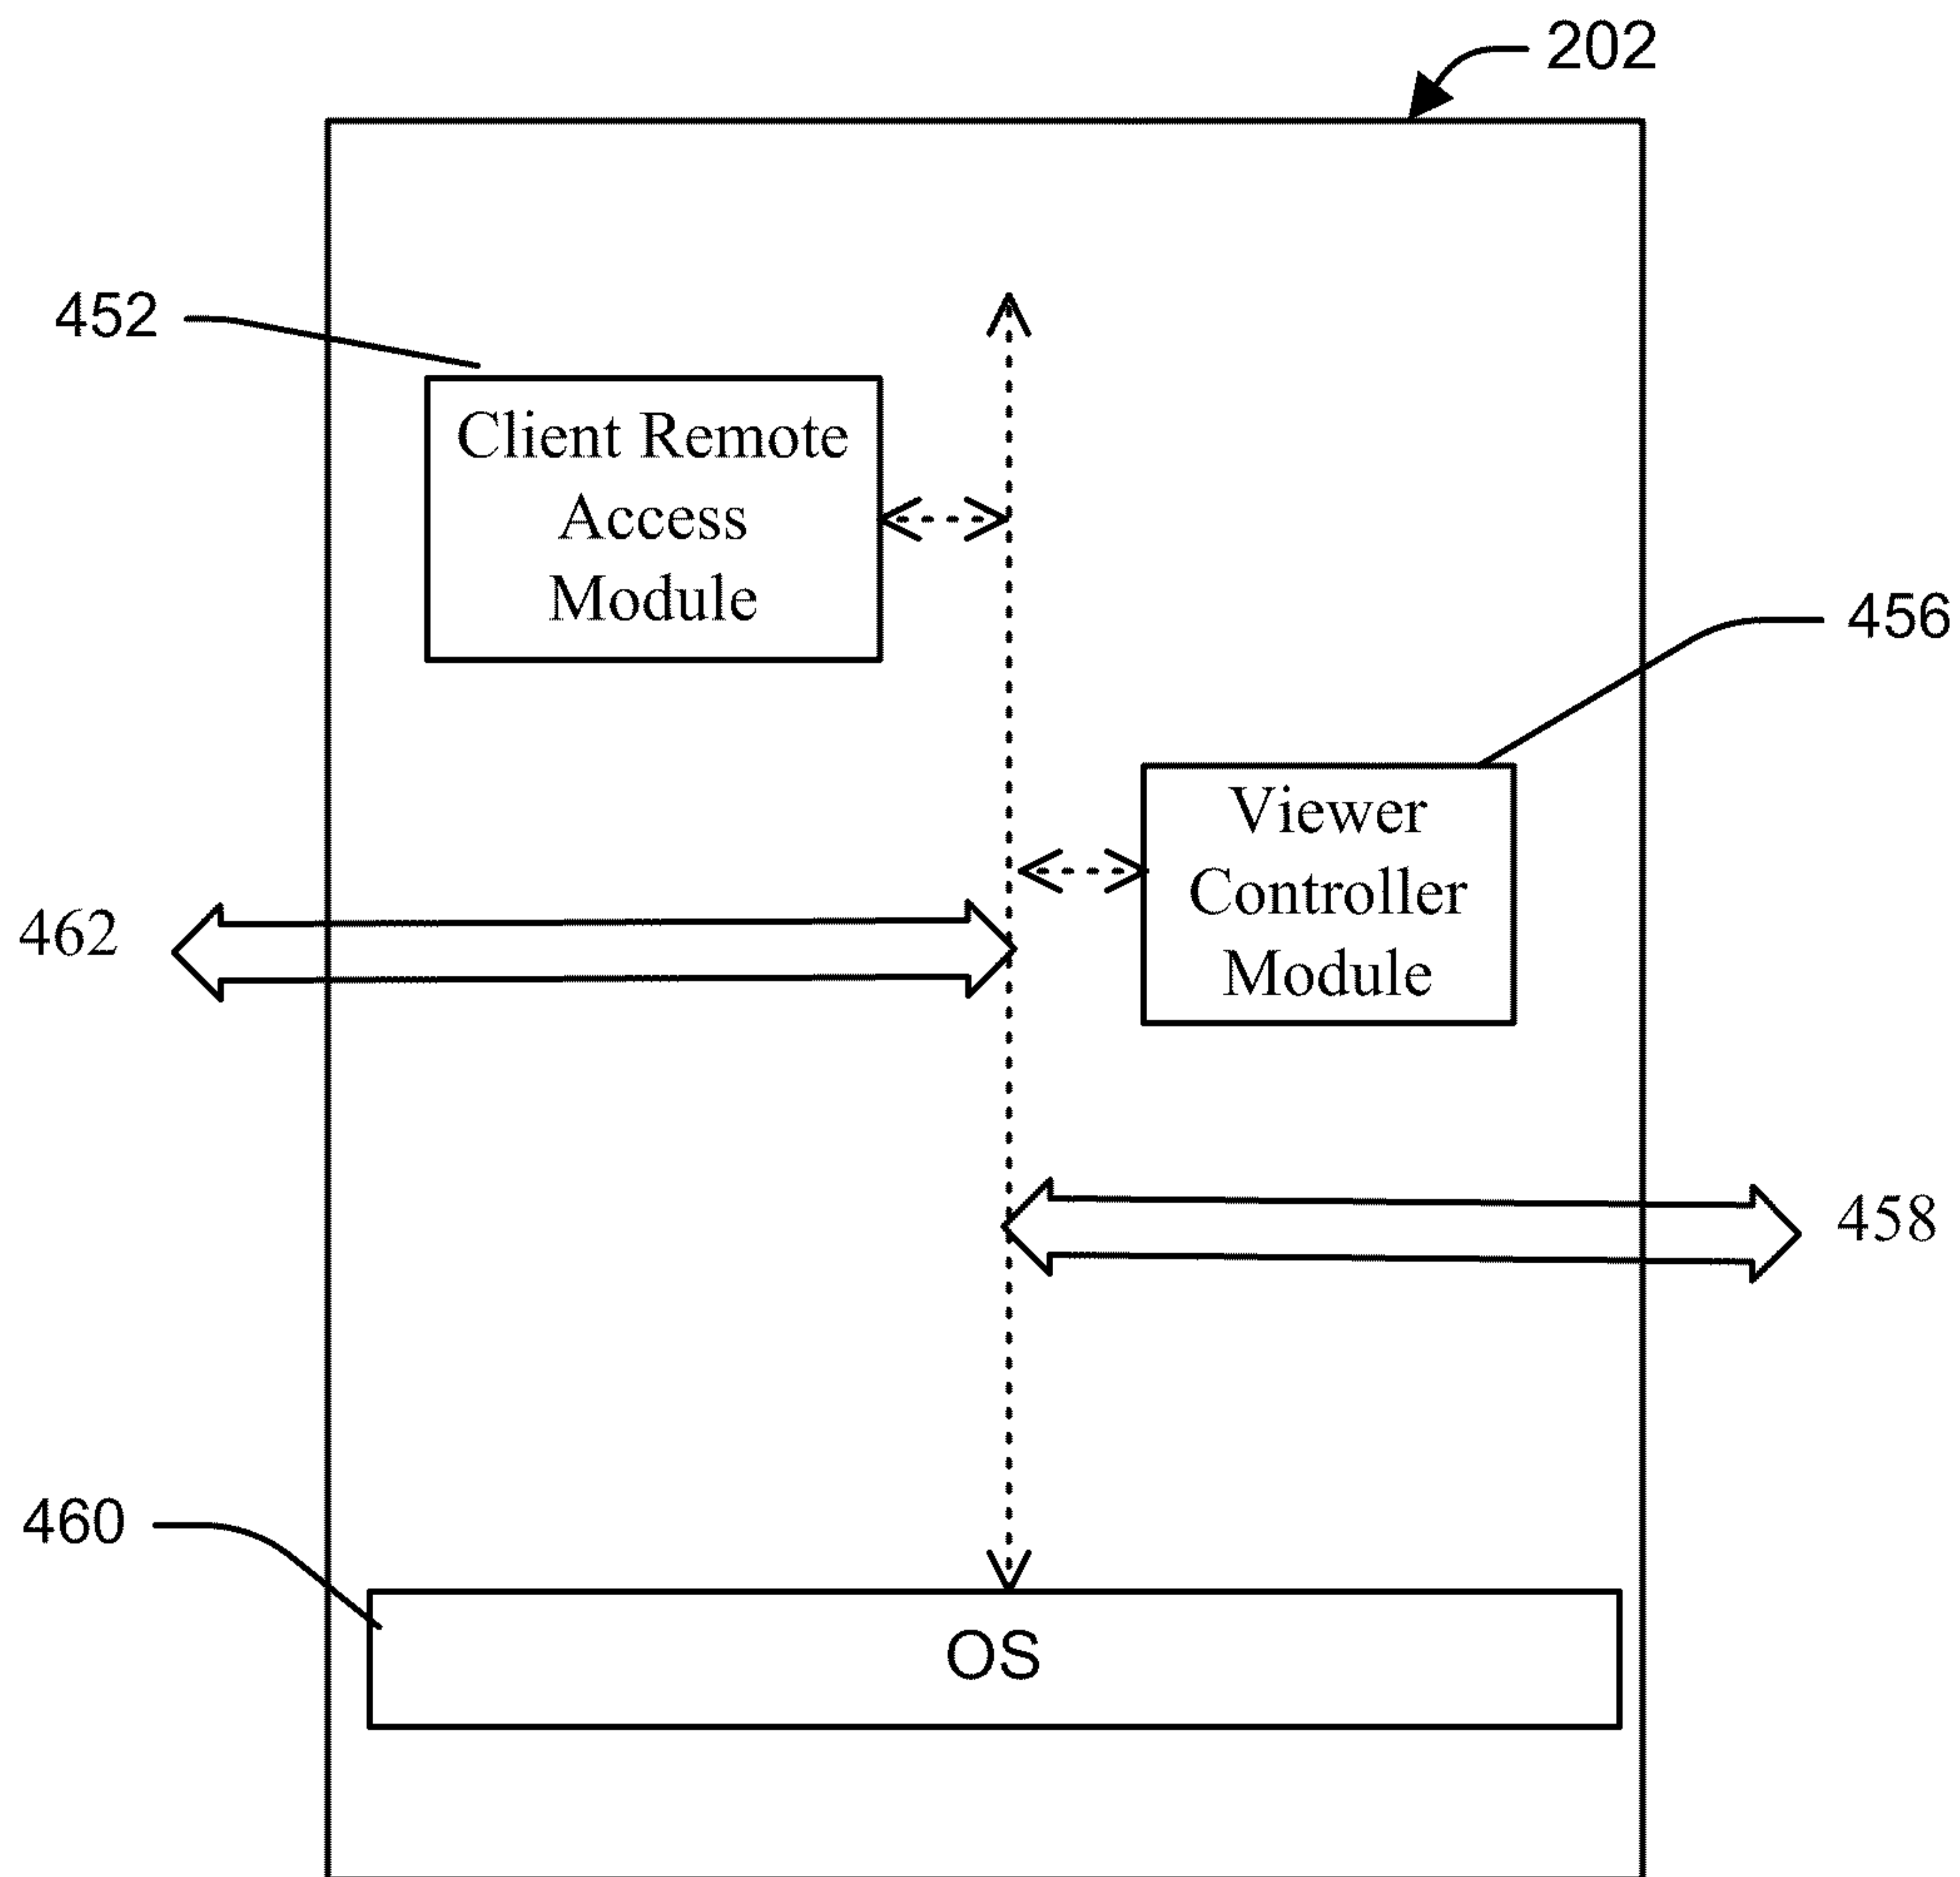 202
452
Client Remote
Access
Module
456
Viewer
Controller
Module
462
458
460
OS